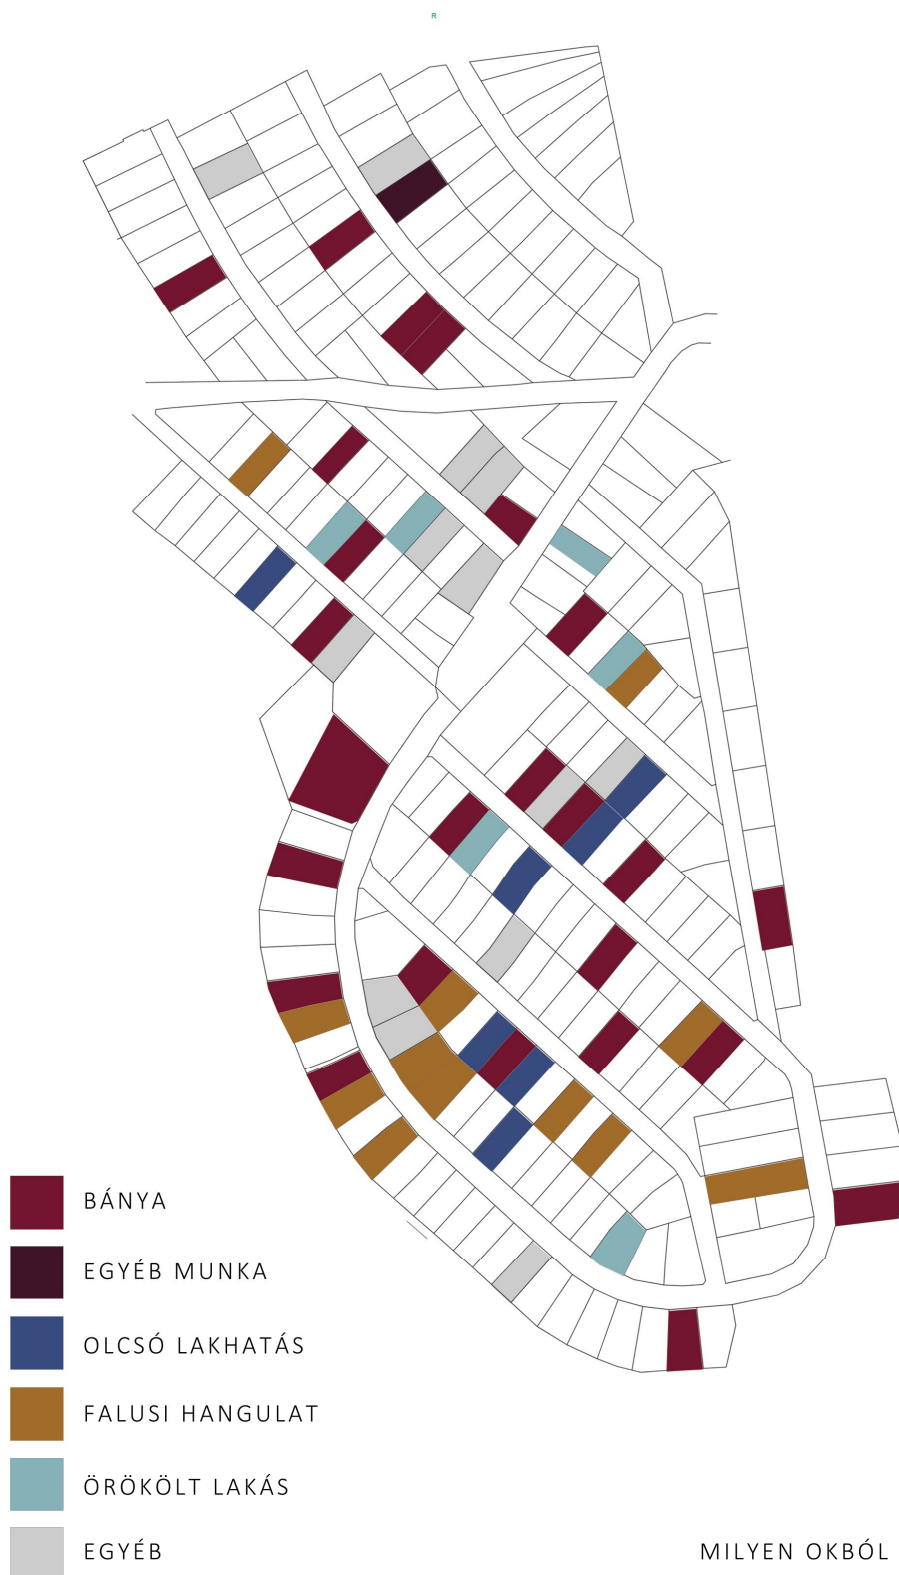 R
BÁNYA
EGYÉB MUNKA
OLCSÓ LAKHATÁS
FALUSI HANGULAT
ÖRÖKÖLT LAKÁS
EGYÉB
MILYEN OKBÓL